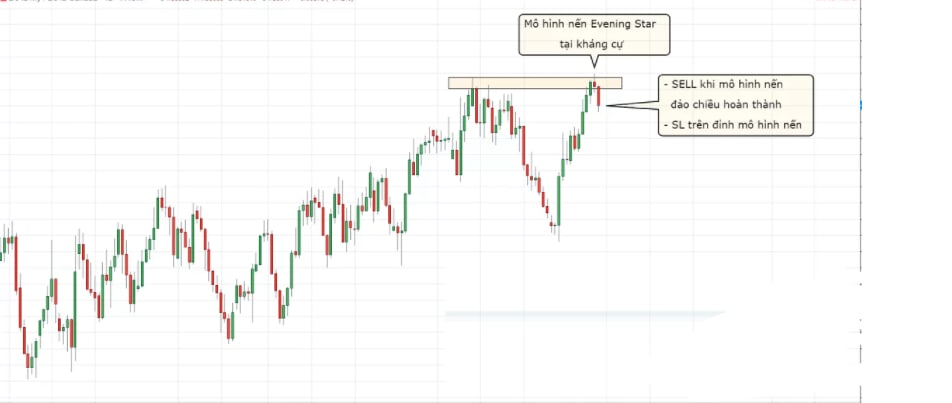 Mô hình nến Evening Star
tại kháng cự
- SELL khi mô hình nến
đảo chiều hoàn thành
- SL trên đỉnh mô hình nến